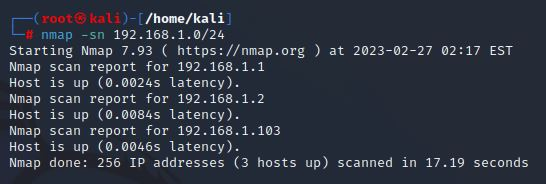 ┌──(root㉿kali)-[/home/kali]
└─# nmap -sn 192.168.1.0/24
Starting Nmap 7.93 ( https://nmap.org ) at 2023-02-27 02:17 EST
Nmap scan report for 192.168.1.1
Host is up (0.0024s latency).
Nmap scan report for 192.168.1.2
Host is up (0.0084s latency).
Nmap scan report for 192.168.1.103
Host is up (0.0046s latency).
Nmap done: 256 IP addresses (3 hosts up) scanned in 17.19 seconds